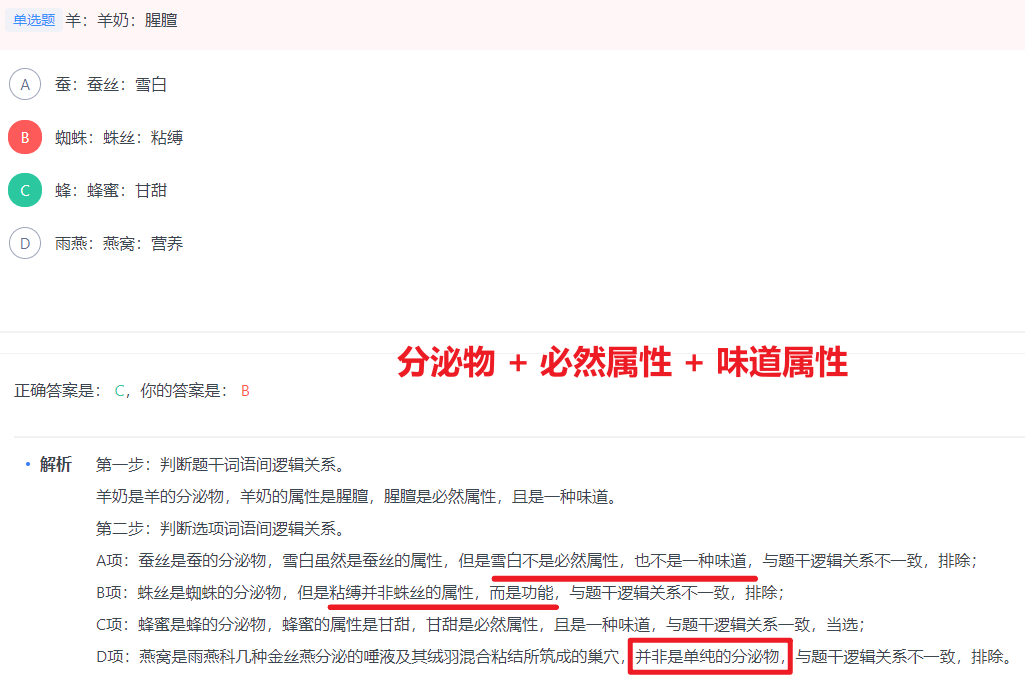 单选题 羊：羊奶：腥膻
A 蚕：蚕丝：雪白
B 蜘蛛：蛛丝：粘缚
C 蜂：蜂蜜：甘甜
D 雨燕：燕窝：营养
分泌物 + 必然属性 + 味道属性
正确答案是： C，你的答案是： B
• 解析 第一步：判断题干词语间逻辑关系。
羊奶是羊的分泌物，羊奶的属性是腥膻，腥膻是必然属性，且是一种味道。
第二步：判断选项词语间逻辑关系。
A项：蚕丝是蚕的分泌物，雪白虽然是蚕丝的属性，但是雪白不是必然属性，也不是一种味道，与题干逻辑关系不一致，排除；
B项：蛛丝是蜘蛛的分泌物，但是粘缚并非蛛丝的属性，而是功能，与题干逻辑关系不一致，排除；
C项：蜂蜜是蜂的分泌物，蜂蜜的属性是甘甜，甘甜是必然属性，且是一种味道，与题干逻辑关系一致，当选；
D项：燕窝是雨燕科几种金丝燕分泌的唾液及其绒羽混合粘结所筑成的巢穴，并非是单纯的分泌物，与题干逻辑关系不一致，排除。